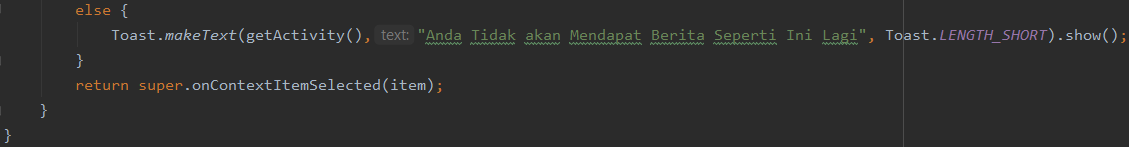 else {
Toast.makeText(getActivity(), text: "Anda Tidak akan Mendapat Berita Seperti Ini Lagi", Toast.LENGTH_SHORT).show();
}
return super.onContextItemSelected(item);
}
}